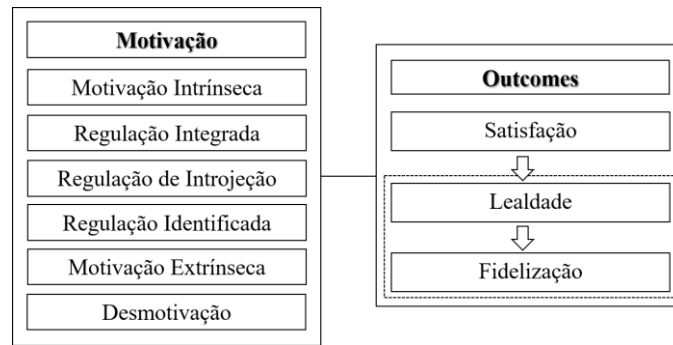 Motivação
Motivação Intrínseca
Regulação Integrada
Regulação de Introjeção
Regulação Identificada
Motivação Extrínseca
Desmotivação
Outcomes
Satisfação
Lealdade
Fidelização